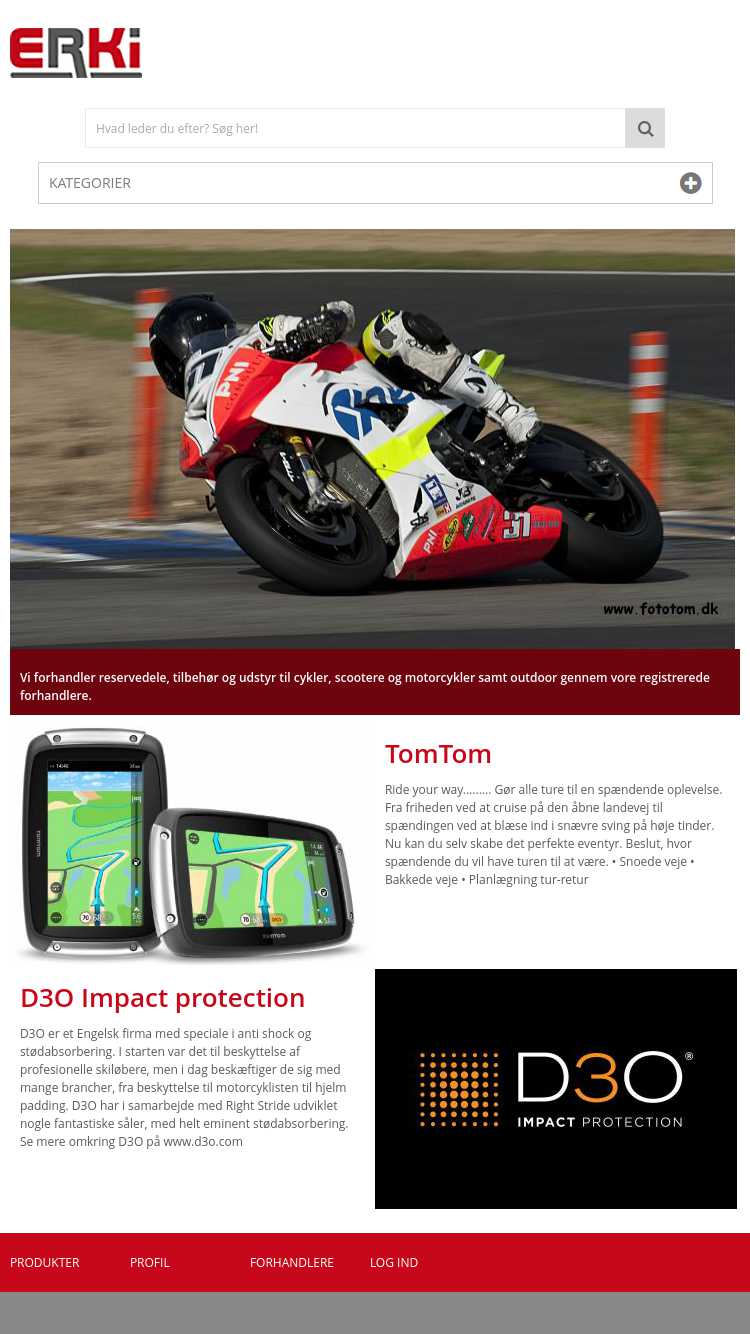 ERKi
Hvad leder du efter? Søg her!
KATEGORIER
PNI
PNI
31
www.fototom.dk
Vi forhandler reservedele, tilbehør og udstyr til cykler, scootere og motorcykler samt outdoor gennem vore registrerede
forhandlere.
TomTom
Ride your way......... Gør alle ture til en spændende oplevelse.
Fra friheden ved at cruise på den åbne landevej til
spændingen ved at blæse ind i snævre sving på høje tinder.
Nu kan du selv skabe det perfekte eventyr. Beslut, hvor
spændende du vil have turen til at være. • Snoede veje •
Bakkede veje • Planlægning tur-retur
D3O Impact protection
D3O er et Engelsk firma med speciale i anti shock og
stødabsorbering. I starten var det til beskyttelse af
profesionelle skiløbere, men i dag beskæftiger de sig med
mange brancher, fra beskyttelse til motorcyklisten til hjelm
padding. D3O har i samarbejde med Right Stride udviklet
nogle fantastiske såler, med helt eminent stødabsorbering.
Se mere omkring D3O på www.d3o.com
D3O®
IMPACT PROTECTION
PRODUKTER PROFIL FORHANDLERE LOG IND